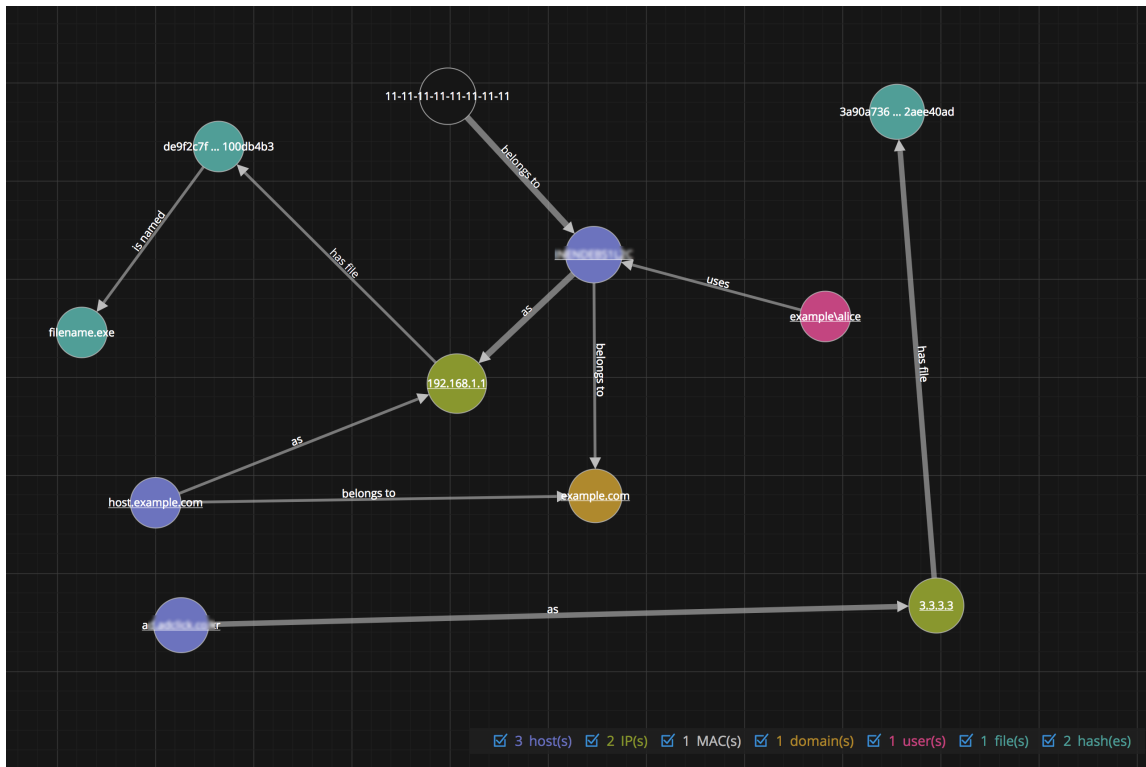 11-11-11-11-11-11-11-11
3a90a736 ... 2aee40ad
de9f2c7f ... 100db4b3
belongs to
is named
has file
uses
example\alice
as
filename.exe
belongs to
has file
192.168.1.1
as
host.example.com
belongs to
example.com
as
3.3.3.3
3 host(s) 2 IP(s) 1 MAC(s) 1 domain(s) 1 user(s) 1 file(s) 2 hash(es)